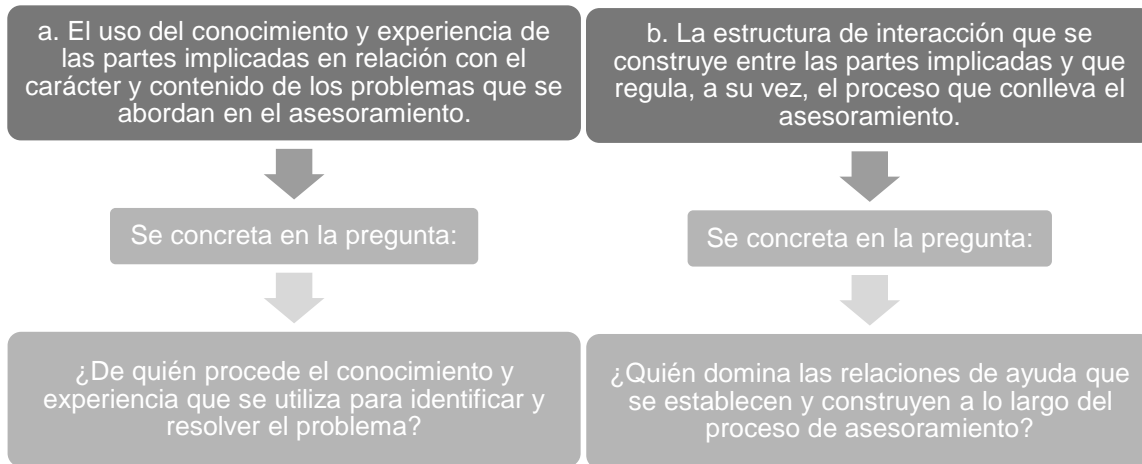 a. El uso del conocimiento y experiencia de
las partes implicadas en relación con el
carácter y contenido de los problemas que se
abordan en el asesoramiento.
Se concreta en la pregunta:
¿De quién procede el conocimiento y
experiencia que se utiliza para identificar y
resolver el problema?
b. La estructura de interacción que se
construye entre las partes implicadas y que
regula, a su vez, el proceso que conlleva el
asesoramiento.
Se concreta en la pregunta:
¿Quién domina las relaciones de ayuda que
se establecen y construyen a lo largo del
proceso de asesoramiento?